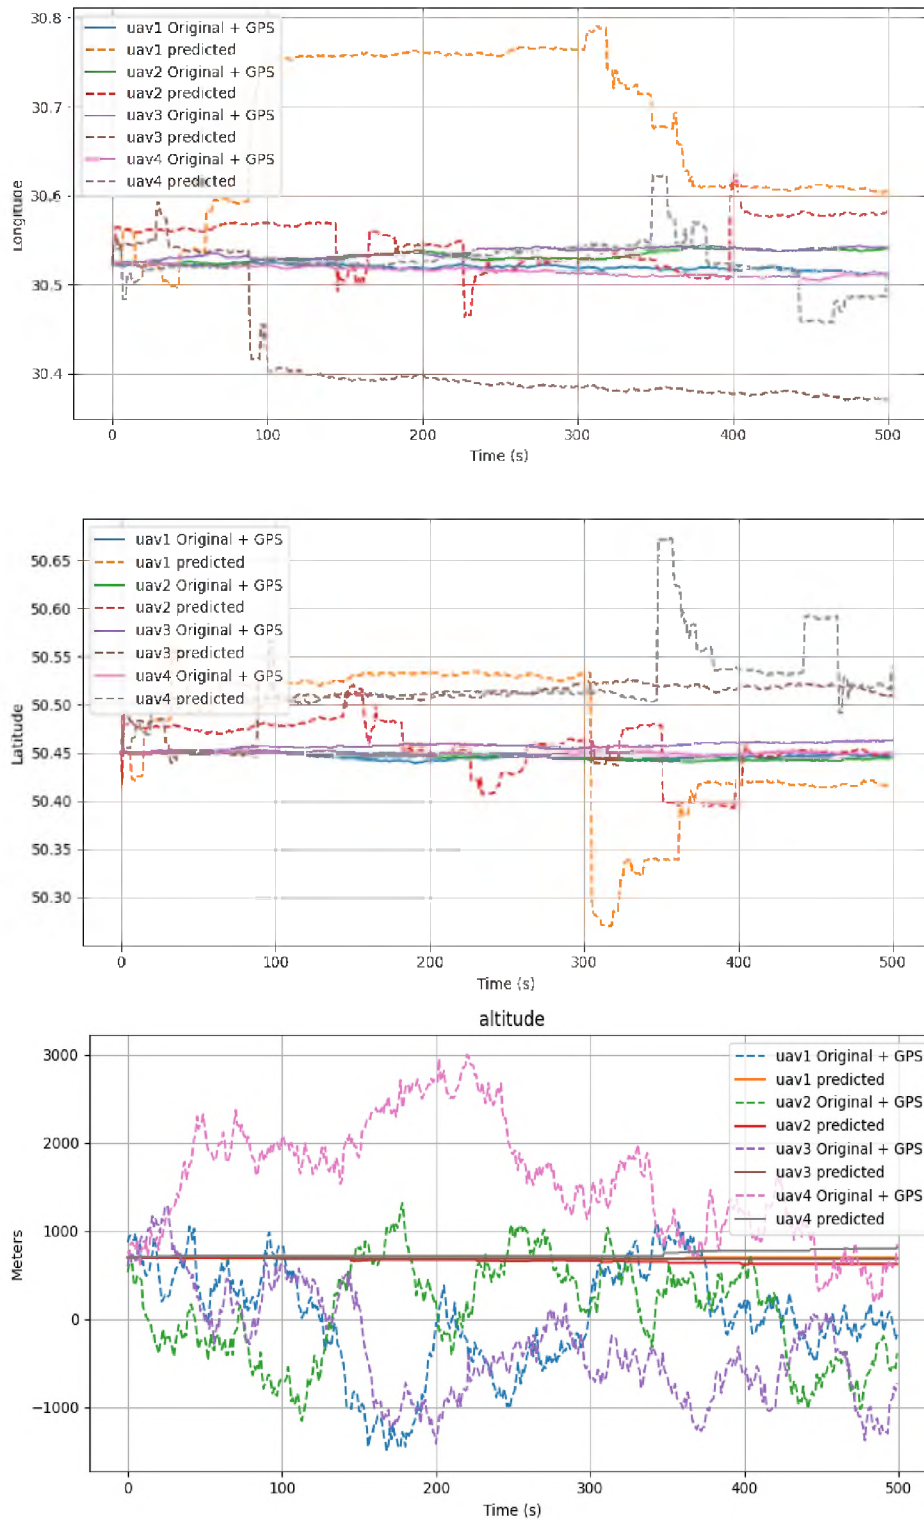 30.8
30.7
30.6
30.5
30.4
Longitude
uav1 Original + GPS
uav1 predicted
uav2 Original + GPS
uav2 predicted
uav3 Original + GPS
uav3 predicted
uav4 Original + GPS
uav4 predicted
0 100 200 300 400 500
Time (s)
50.65
50.60
50.55
50.50
50.45
50.40
50.35
50.30
Latitude
uav1 Original + GPS
uav1 predicted
uav2 Original + GPS
uav2 predicted
uav3 Original + GPS
uav3 predicted
uav4 Original + GPS
uav4 predicted
0 100 200 300 400 500
Time (s)
altitude
3000
2000
1000
0
−1000
Meters
uav1 Original + GPS
uav1 predicted
uav2 Original + GPS
uav2 predicted
uav3 Original + GPS
uav3 predicted
uav4 Original + GPS
uav4 predicted
0 100 200 300 400 500
Time (s)